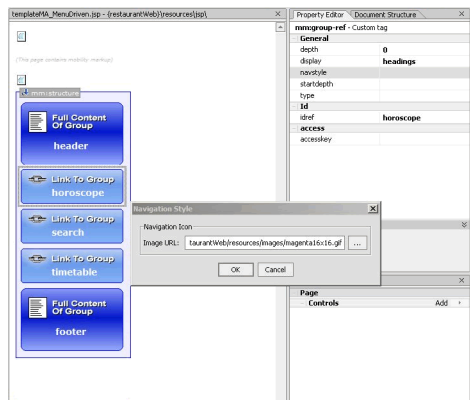 templateMA_MenuDriven.jsp - {restaurantWeb}\resources\jsp\
(This page contains mobility markup)
mm:structure
Full Content
Of Group
header
Link To Group
horoscope
Link To Group
search
Link To Group
timetable
Full Content
Of Group
footer
Property Editor
Document Structure
mm:group-ref - Custom tag
General
depth 0
display headings
navstyle
startdepth
type
Id
idref horoscope
access
accesskey
Navigation Style
Navigation Icon
Image URL: taurantWeb/resources/images/magenta16x16.gif ...
OK Cancel
Page
Controls Add